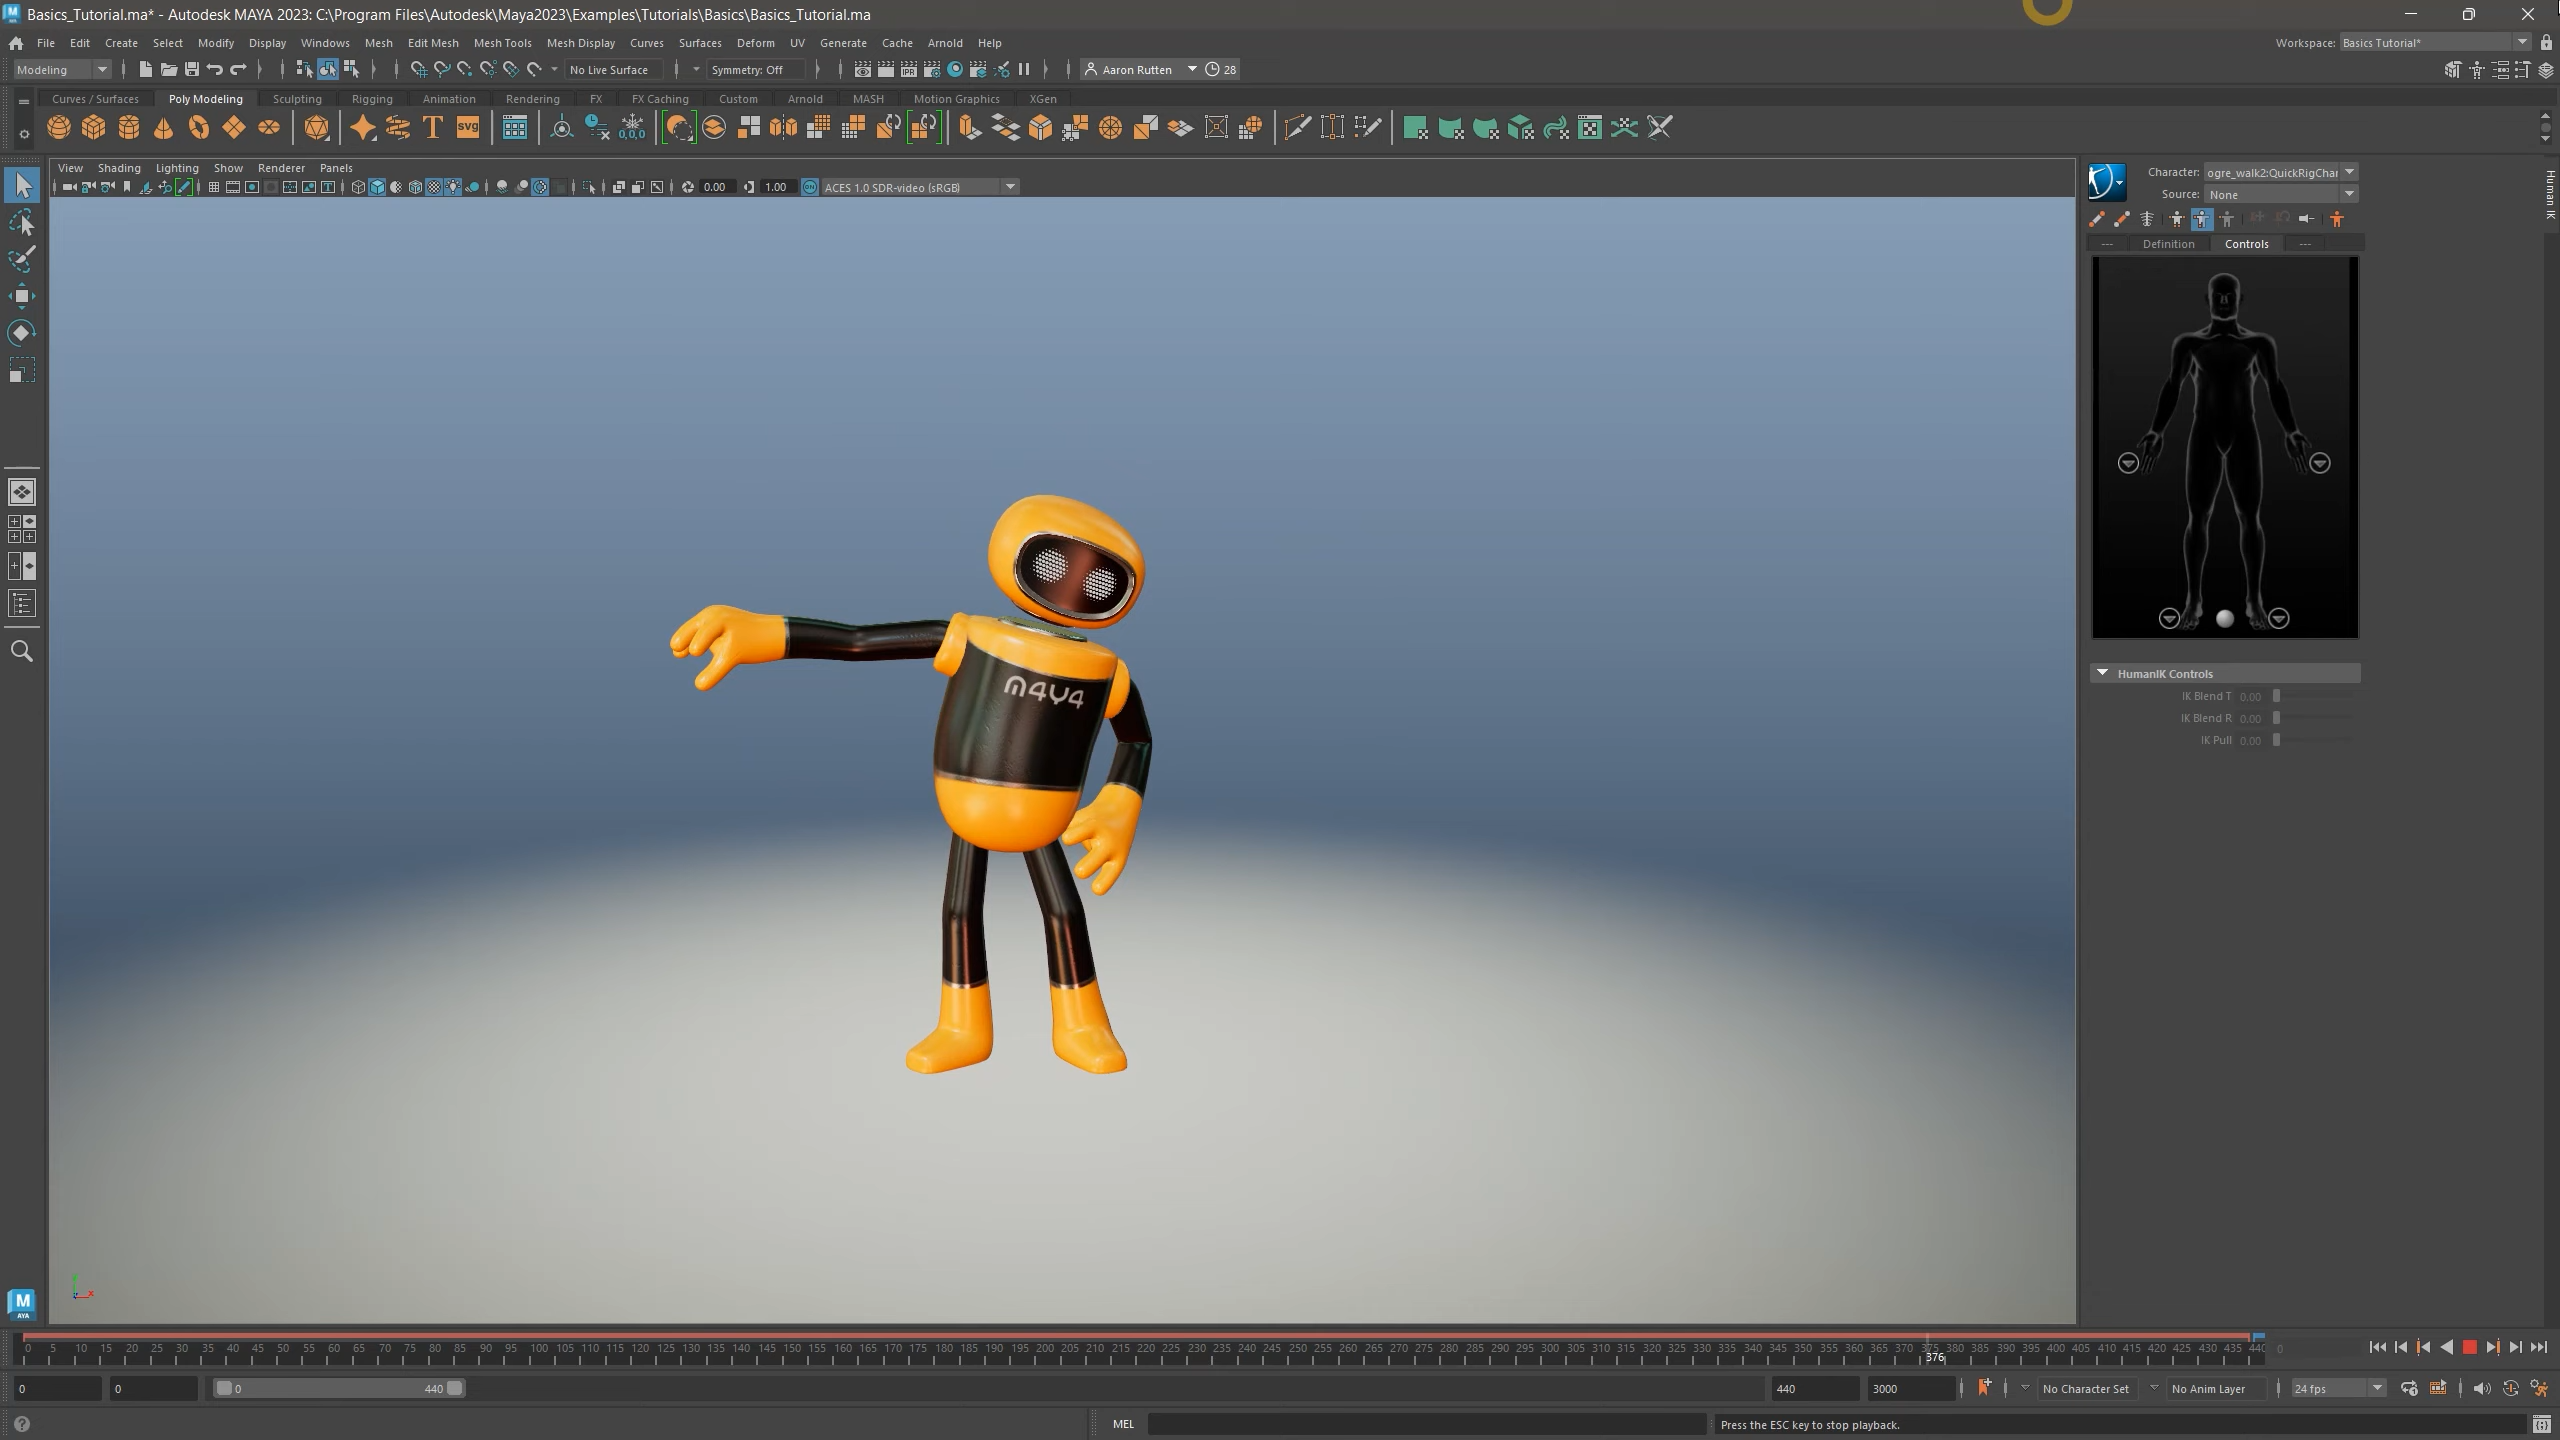 Basics_Tutorial.ma* - Autodesk MAYA 2023: C:\Program Files\Autodesk\Maya2023\Examples\Tutorials\Basics\Basics_Tutorial.ma
File Edit Create Select Modify Display Windows Mesh Edit Mesh Mesh Tools Mesh Display Curves Surfaces Deform UV Generate Cache Arnold Help
Workspace: Basics Tutorial*
Modeling No Live Surface Symmetry: Off IPR Aaron Rutten 28
Curves / Surfaces Poly Modeling Sculpting Rigging Animation Rendering FX FX Caching Custom Arnold MASH Motion Graphics XGen
T svg 0,0,0
View Shading Lighting Show Renderer Panels
0.00 1.00 ON ACES 1.0 SDR-video (sRGB)
Character: ogre_walk2:QuickRigChar
Source: None
--- Definition Controls ---
Human IK
HumanIK Controls
IK Blend T 0.00
IK Blend R 0.00
IK Pull 0.00
M4Y4
x
M
AYA
0 5 10 15 20 25 30 35 40 45 50 55 60 65 70 75 80 85 90 95 100 105 110 115 120 125 130 135 140 145 150 155 160 165 170 175 180 185 190 195 200 205 210 215 220 225 230 235 240 245 250 255 260 265 270 275 280 285 290 295 300 305 310 315 320 325 330 335 340 345 350 355 360 365 370 375 380 385 390 395 400 405 410 415 420 425 430 435 440 0
376
0 0 0 440 440 3000 No Character Set No Anim Layer 24 fps
MEL Press the ESC key to stop playback.